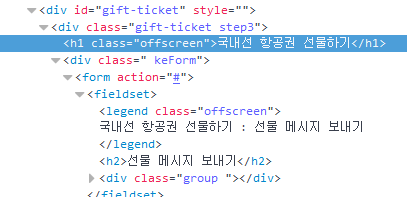 <div id="gift-ticket" style="">
<div class="gift-ticket step3">
<h1 class="offscreen">국내선 항공권 선물하기</h1>
<div class=" keForm">
<form action="#">
<fieldset>
<legend class="offscreen">
국내선 항공권 선물하기 : 선물 메시지 보내기
</legend>
<h2>선물 메시지 보내기</h2>
<div class="group "></div>
</fieldset>